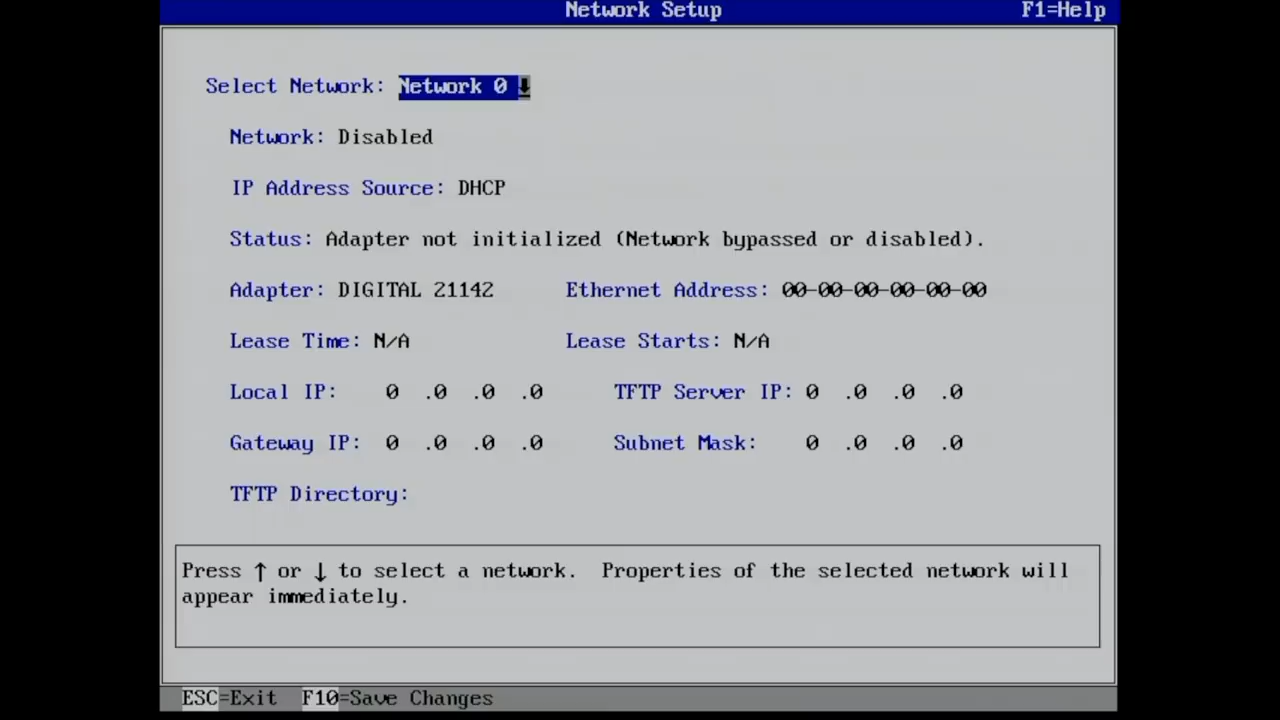 Network Setup F1=Help
Select Network: Network 0 ↓
Network: Disabled
IP Address Source: DHCP
Status: Adapter not initialized (Network bypassed or disabled).
Adapter: DIGITAL 21142 Ethernet Address: 00-00-00-00-00-00
Lease Time: N/A Lease Starts: N/A
Local IP: 0 .0 .0 .0 TFTP Server IP: 0 .0 .0 .0
Gateway IP: 0 .0 .0 .0 Subnet Mask: 0 .0 .0 .0
TFTP Directory:
Press ↑ or ↓ to select a network. Properties of the selected network will
appear immediately.
ESC=Exit F10=Save Changes